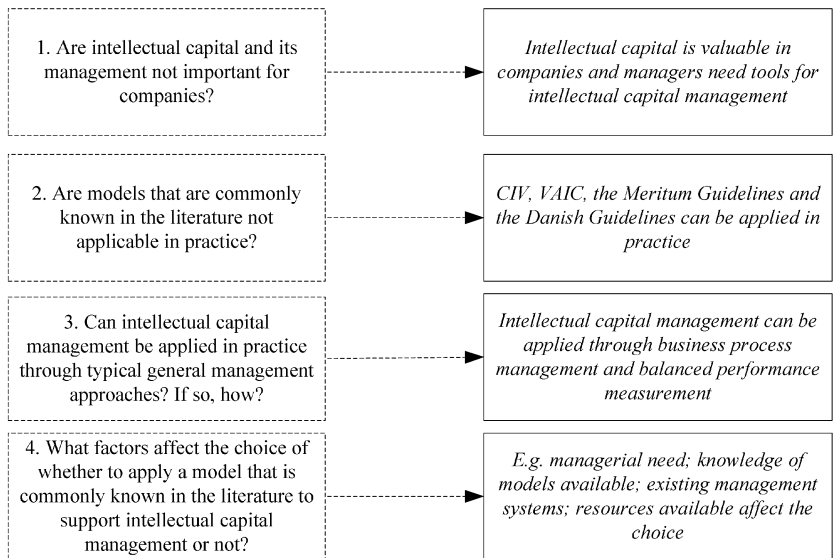 1. Are intellectual capital and its
management not important for
companies?
Intellectual capital is valuable in
companies and managers need tools for
intellectual capital management
2. Are models that are commonly
known in the literature not
applicable in practice?
CIV, VAIC, the Meritum Guidelines and
the Danish Guidelines can be applied in
practice
3. Can intellectual capital
management be applied in practice
through typical general management
approaches? If so, how?
Intellectual capital management can be
applied through business process
management and balanced performance
measurement
4. What factors affect the choice of
whether to apply a model that is
commonly known in the literature to
support intellectual capital
management or not?
E.g. managerial need; knowledge of
models available; existing management
systems; resources available affect the
choice